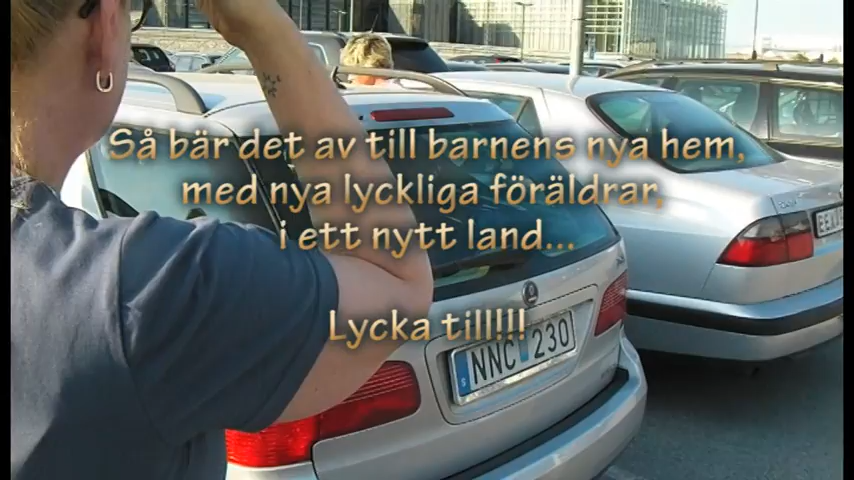 Så bär det av till barnens nya hem,
med nya lyckliga föräldrar,
i ett nytt land...
Lycka till!!!
S NNC 230